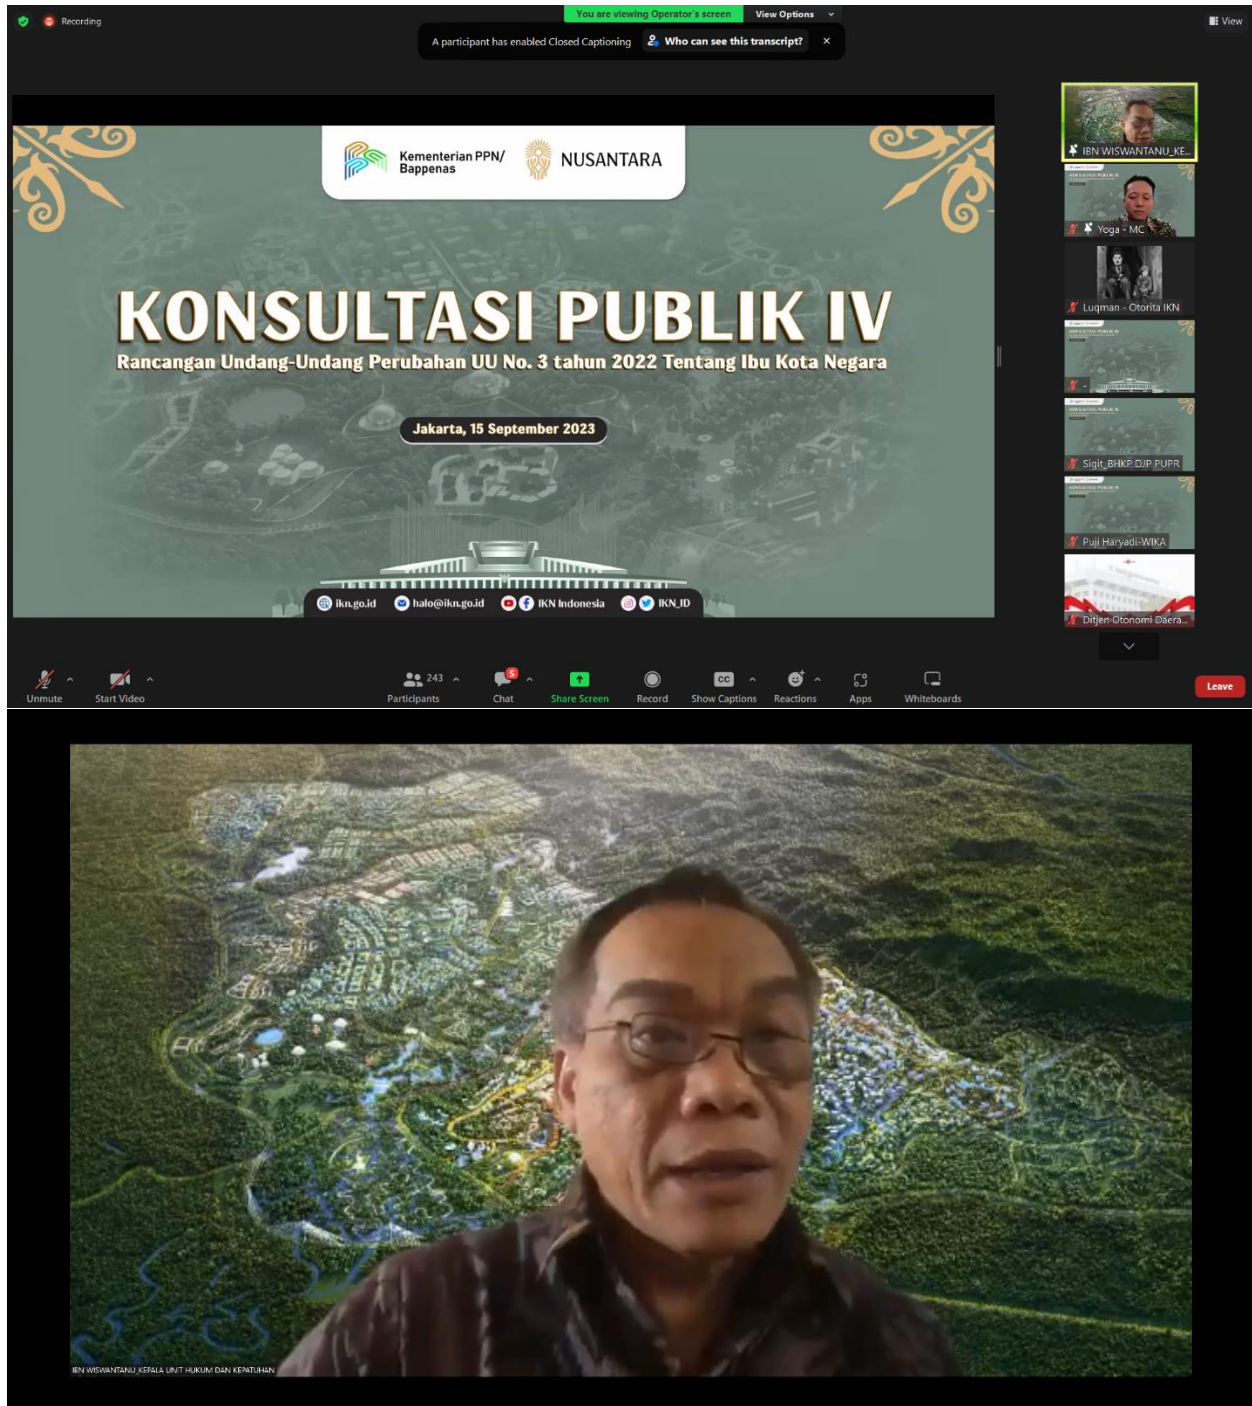 Recording
You are viewing Operator's screen
View Options
View
A participant has enabled Closed Captioning
Who can see this transcript?
Kementerian PPN/
Bappenas
NUSANTARA
KONSULTASI PUBLIK IV
Rancangan Undang-Undang Perubahan UU No. 3 tahun 2022 Tentang Ibu Kota Negara
Jakarta, 15 September 2023
ikn.go.id
halo@ikn.go.id
IKN Indonesia
IKN_ID
IBN WISWANTANU_KE...
Yoga - MC
Luqman - Otorita IKN
-
Sigit_BHKP DJP PUPR
Puji Haryadi-WIKA
Ditjen Otonomi Daera...
Unmute
Start Video
243
Participants
5
Chat
Share Screen
Record
CC
Show Captions
Reactions
Apps
Whiteboards
Leave
IBN WISWANTANU_KEPALA UNIT HUKUM DAN KEPATUHAN